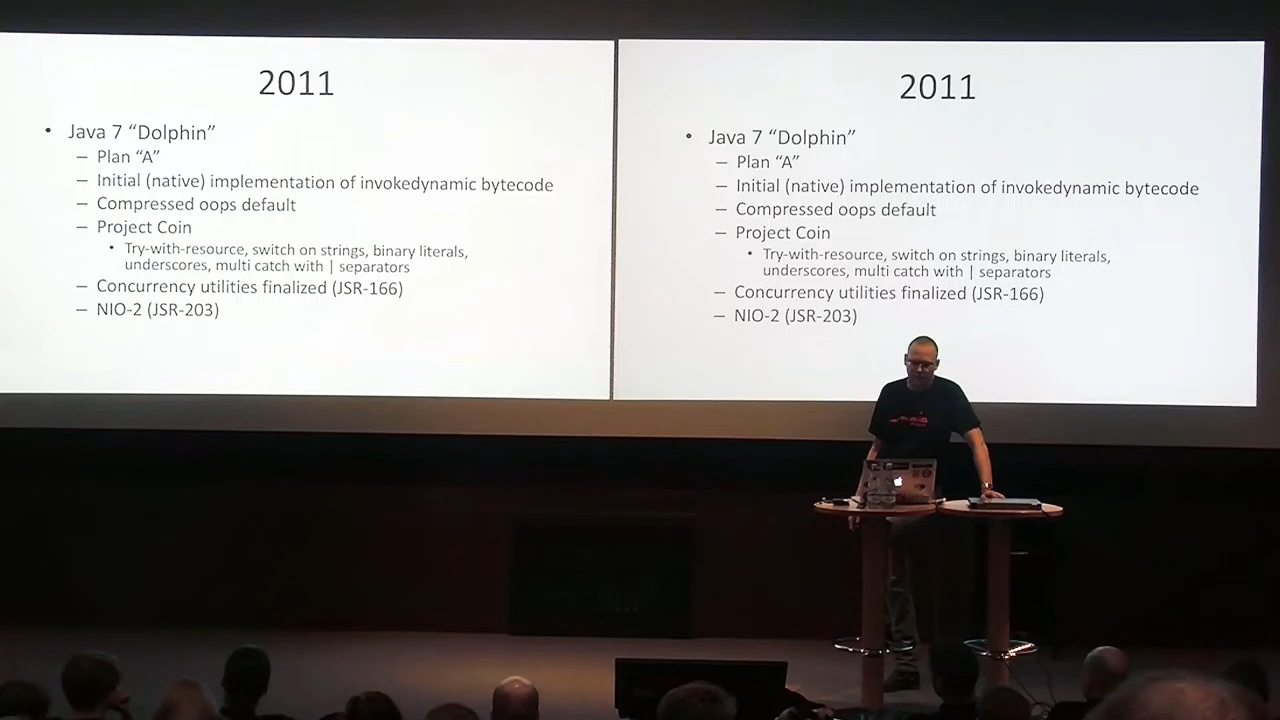 2011
• Java 7 “Dolphin”
– Plan “A”
– Initial (native) implementation of invokedynamic bytecode
– Compressed oops default
– Project Coin
• Try-with-resource, switch on strings, binary literals,
underscores, multi catch with | separators
– Concurrency utilities finalized (JSR-166)
– NIO-2 (JSR-203)
2011
• Java 7 “Dolphin”
– Plan “A”
– Initial (native) implementation of invokedynamic bytecode
– Compressed oops default
– Project Coin
• Try-with-resource, switch on strings, binary literals,
underscores, multi catch with | separators
– Concurrency utilities finalized (JSR-166)
– NIO-2 (JSR-203)